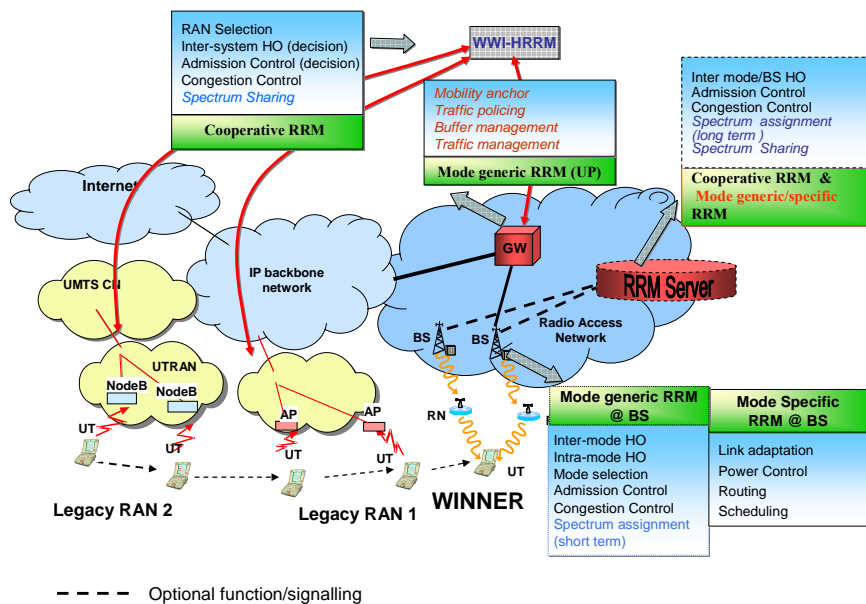 RAN Selection
Inter-system HO (decision)
Admission Control (decision)
Congestion Control
Spectrum Sharing
Cooperative RRM
WWI-HRRM
Mobility anchor
Traffic policing
Buffer management
Traffic management
Mode generic RRM (UP)
Inter mode/BS HO
Admission Control
Congestion Control
Spectrum assignment
(long term )
Spectrum Sharing
Cooperative RRM &
Mode generic/specific
RRM
Internet
UMTS CN
IP backbone
network
GW
RRM Server
BS
BS
Radio Access
Network
UTRAN
NodeB
NodeB
UT
UT
AP
AP
UT
UT
RN
UT
Legacy RAN 2
Legacy RAN 1
WINNER
Mode generic RRM
@ BS
Inter-mode HO
Intra-mode HO
Mode selection
Admission Control
Congestion Control
Spectrum assignment
(short term)
Mode Specific
RRM @ BS
Link adaptation
Power Control
Routing
Scheduling
Optional function/signalling